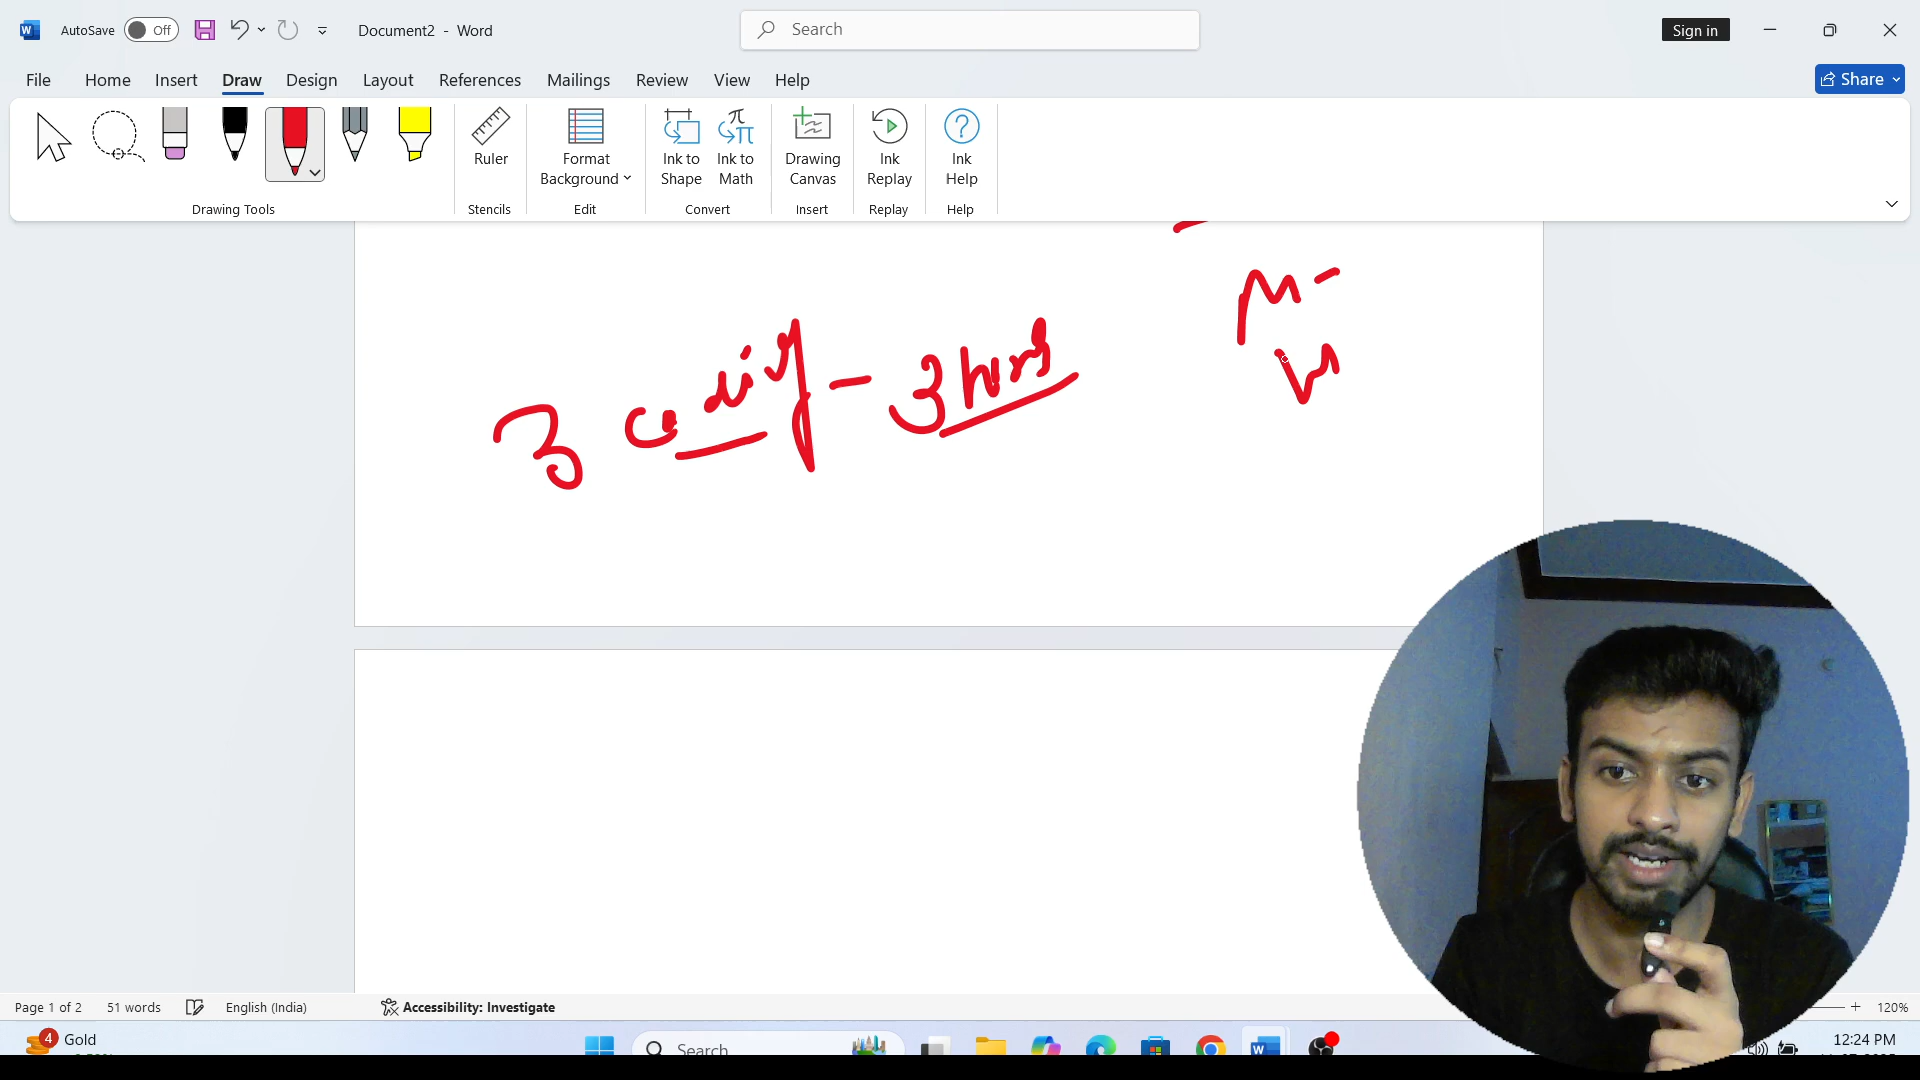 AutoSave Off Document2 - Word Search Sign in
File Home Insert Draw Design Layout References Mailings Review View Help Share
Ruler Format Background Ink to Shape Ink to Math Drawing Canvas Ink Replay Ink Help
Drawing Tools Stencils Edit Convert Insert Replay Help
M-
3 coding - 3 hrs
Page 1 of 2 51 words English (India) Accessibility: Investigate 120%
4 Gold Search 12:24 PM